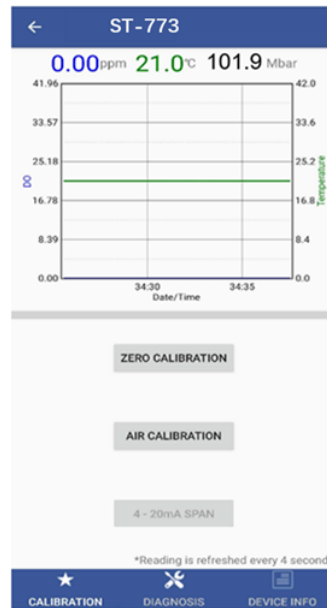 ← ST-773
0.00ppm 21.0°C 101.9 Mbar
41.96 42.0
33.57 33.6
25.18 25.2
DO Temperature
16.78 16.8
8.39 8.4
0.00 0.0
34:30 34:35
Date/Time
ZERO CALIBRATION
AIR CALIBRATION
4 - 20mA SPAN
*Reading is refreshed every 4 second
CALIBRATION DIAGNOSIS DEVICE INFO